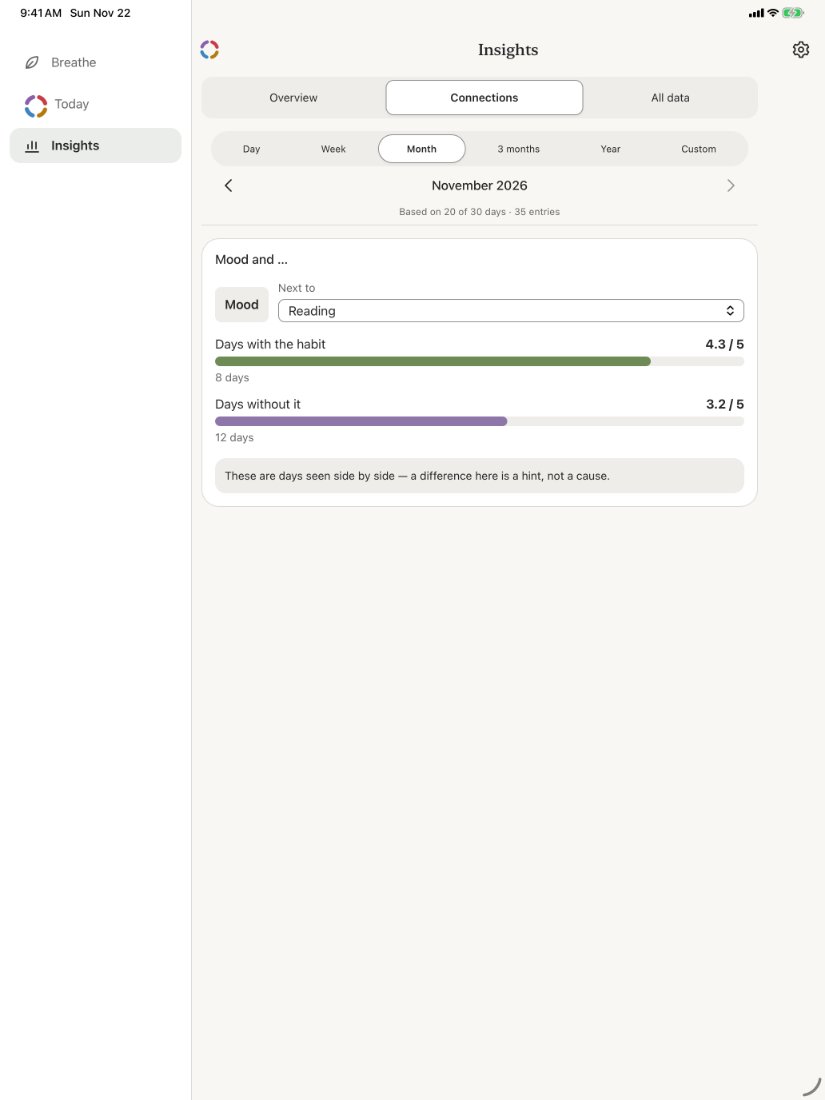 9:41 AM Sun Nov 22
Breathe
Today
Insights
Insights
Overview
Connections
All data
Day
Week
Month
3 months
Year
Custom
November 2026
Based on 20 of 30 days · 35 entries
Mood and ...
Next to
Mood
Reading
Days with the habit
4.3 / 5
8 days
Days without it
3.2 / 5
12 days
These are days seen side by side — a difference here is a hint, not a cause.